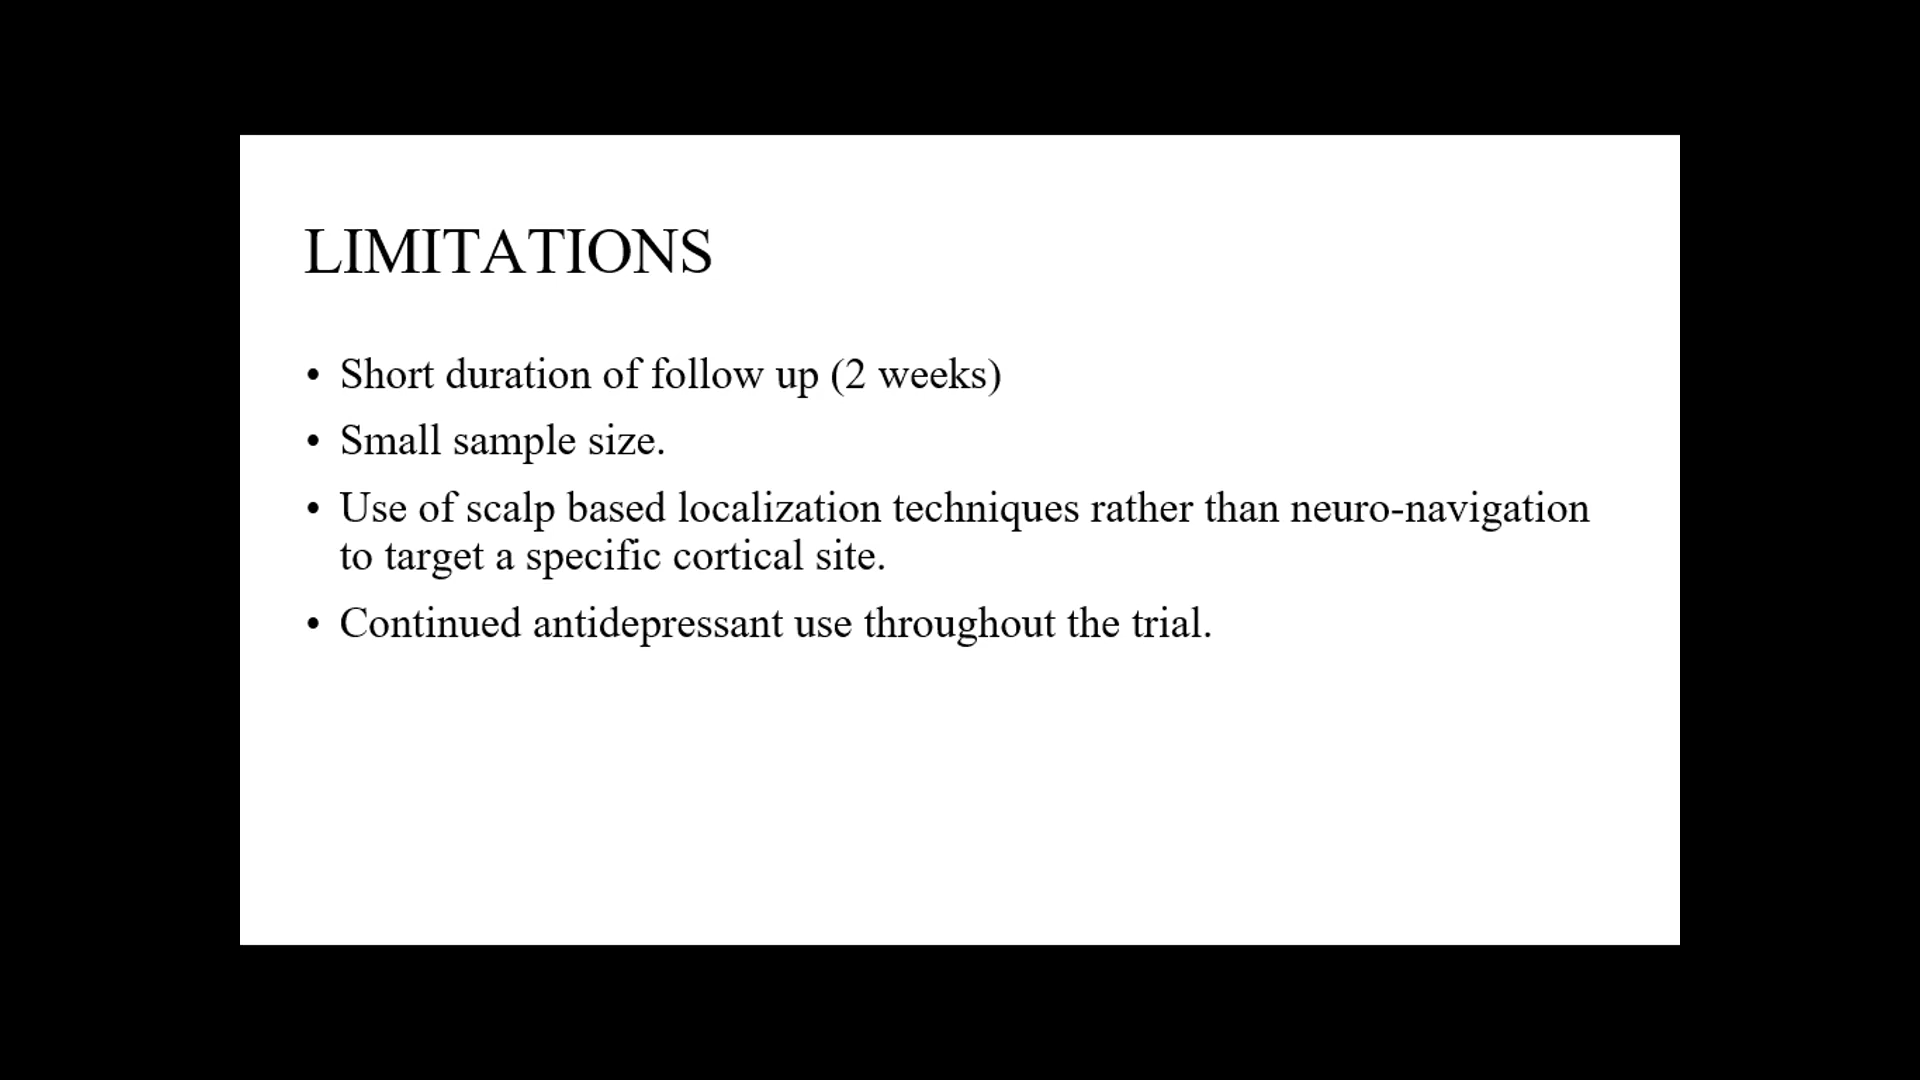 LIMITATIONS
• Short duration of follow up (2 weeks)
• Small sample size.
• Use of scalp based localization techniques rather than neuro-navigation
to target a specific cortical site.
• Continued antidepressant use throughout the trial.